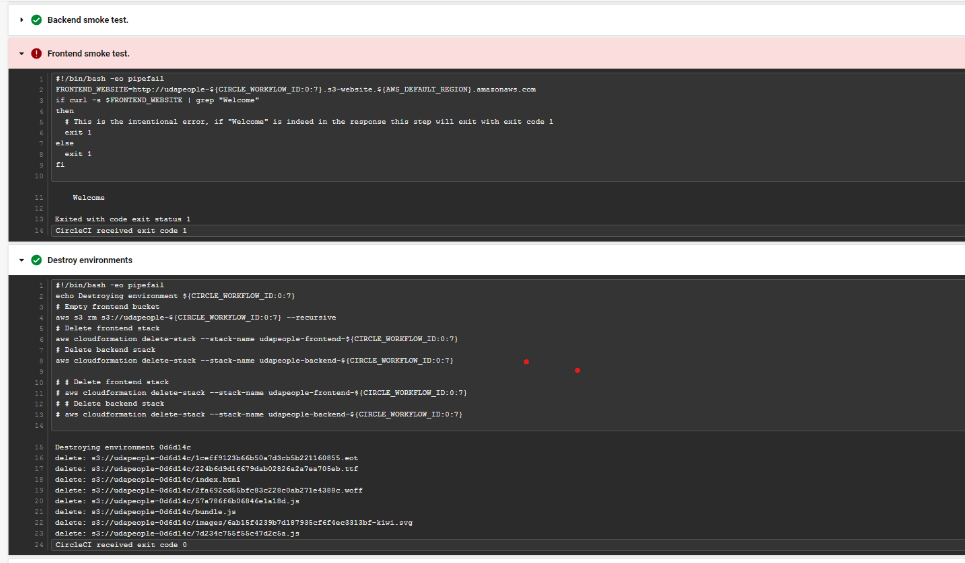 Backend smoke test.
Frontend smoke test.
1 #!/bin/bash -eo pipefail
2 FRONTEND_WEBSITE=http://udapeople-${CIRCLE_WORKFLOW_ID:0:7}.s3-website.${AWS_DEFAULT_REGION}.amazonaws.com
3 if curl -s $FRONTEND_WEBSITE | grep "Welcome"
4 then
5 # This is the intentional error, if "Welcome" is indeed in the response this step will exit with exit code 1
6 exit 1
7 else
8 exit 1
9 fi
10
11 Welcome
12
13 Exited with code exit status 1
14 CircleCI received exit code 1
Destroy environments
1 #!/bin/bash -eo pipefail
2 echo Destroying environment ${CIRCLE_WORKFLOW_ID:0:7}
3 # Empty frontend bucket
4 aws s3 rm s3://udapeople-${CIRCLE_WORKFLOW_ID:0:7} --recursive
5 # Delete frontend stack
6 aws cloudformation delete-stack --stack-name udapeople-frontend-${CIRCLE_WORKFLOW_ID:0:7}
7 # Delete backend stack
8 aws cloudformation delete-stack --stack-name udapeople-backend-${CIRCLE_WORKFLOW_ID:0:7}
9
10 # # Delete frontend stack
11 # aws cloudformation delete-stack --stack-name udapeople-frontend-${CIRCLE_WORKFLOW_ID:0:7}
12 # # Delete backend stack
13 # aws cloudformation delete-stack --stack-name udapeople-backend-${CIRCLE_WORKFLOW_ID:0:7}
14
15 Destroying environment 0d6d14c
16 delete: s3://udapeople-0d6d14c/1ceff9123b66b50a7d3cb5b221160855.eot
17 delete: s3://udapeople-0d6d14c/224b6d9d16679dab02826a2a7ea705eb.ttf
18 delete: s3://udapeople-0d6d14c/index.html
19 delete: s3://udapeople-0d6d14c/2fa692cd55bfc83c228c0ab271e4388c.woff
20 delete: s3://udapeople-0d6d14c/57a786f6b06846e1a18d.js
21 delete: s3://udapeople-0d6d14c/bundle.js
22 delete: s3://udapeople-0d6d14c/images/6ab15f4239b7d187935cf6f4ec3313bf-kiwi.svg
23 delete: s3://udapeople-0d6d14c/7d234c755f55c47d2c5a.js
24 CircleCI received exit code 0